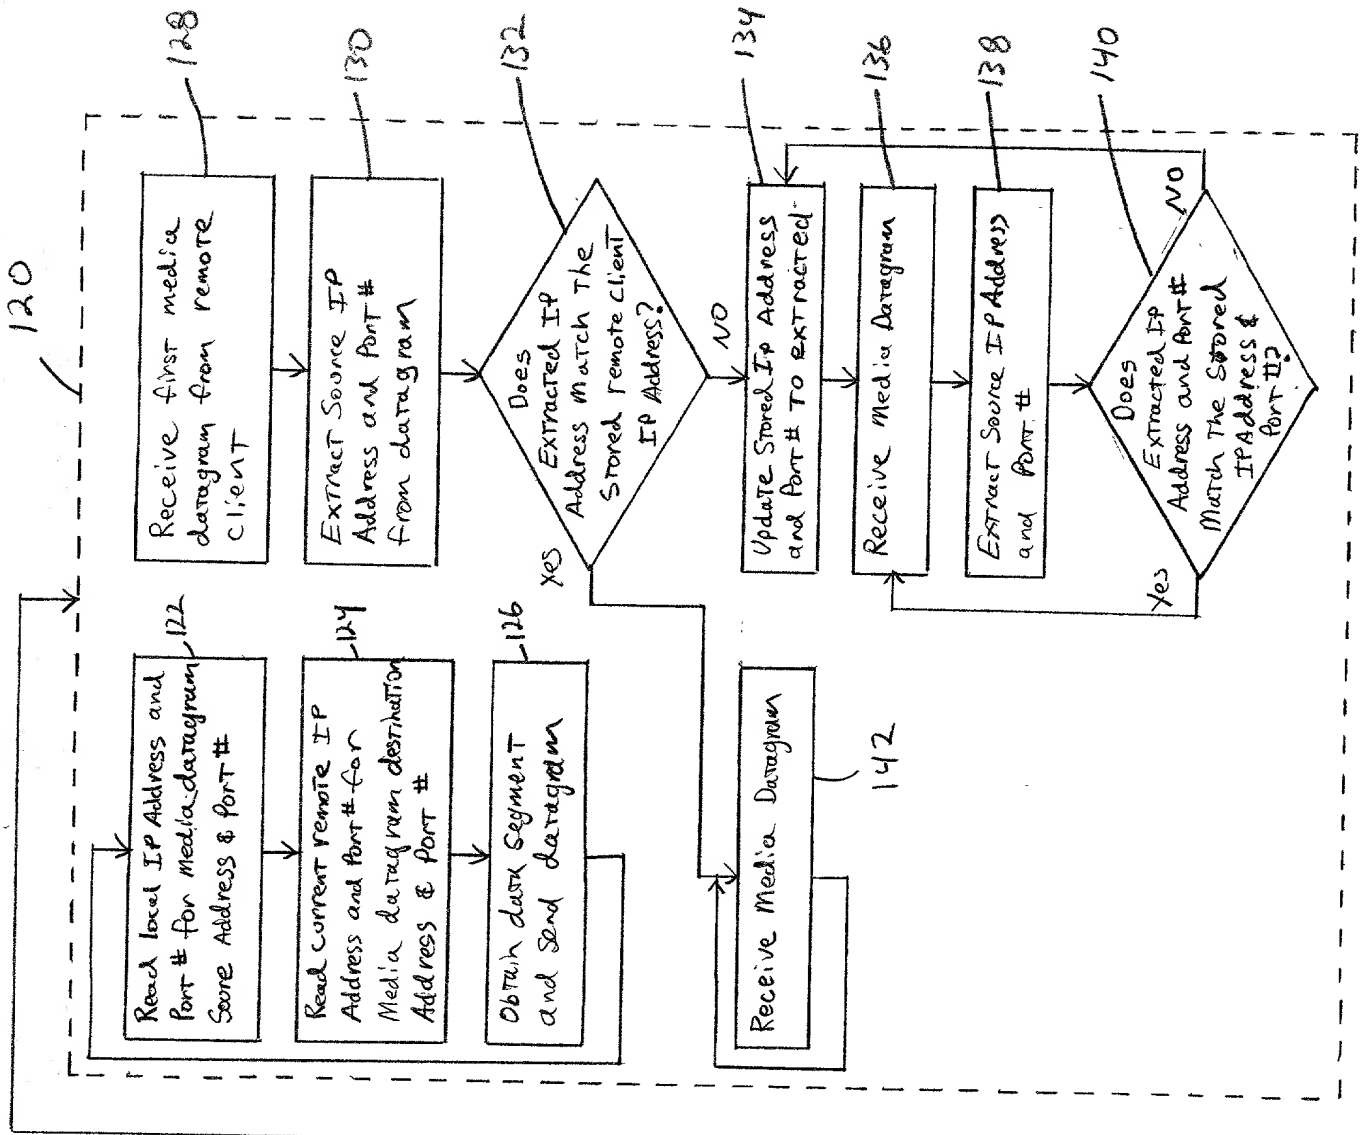 120
Read local IP Address and
Port # for Media datagram
Soure Address & Port #
122
Read current remote IP
Address and Port # for
Media datagram destination
Address & Port #
124
Obtain data segment
and send datagram
126
Receive first media
datagram from remote
Client
128
Extract Source IP
Address and Port #
from datagram
130
Does
Extracted IP
Address match the
stored remote client
IP Address?
132
Yes
NO
Update Stored IP Address
and Port # to extracted
134
Receive Media Datagram
136
Extract Source IP Address
and Port #
138
Does
Extracted IP
Address and Port #
Match The Stored
IP Address &
Port #?
140
Yes
NO
Receive Media Datagram
142